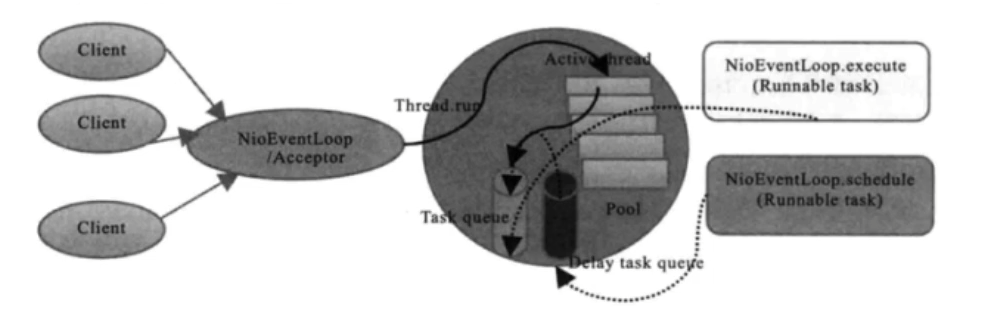 Client
Client
Client
NioEventLoop
/Acceptor
Thread.run
Active thread
Task queue
Pool
Delay task queue
NioEventLoop.execute
(Runnable task)
NioEventLoop.schedule
(Runnable task)